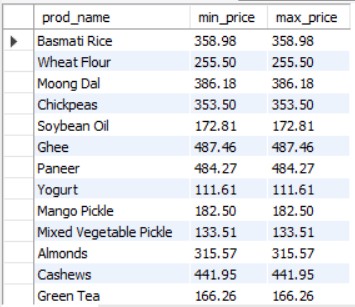 prod_name min_price max_price
Basmati Rice 358.98 358.98
Wheat Flour 255.50 255.50
Moong Dal 386.18 386.18
Chickpeas 353.50 353.50
Soybean Oil 172.81 172.81
Ghee 487.46 487.46
Paneer 484.27 484.27
Yogurt 111.61 111.61
Mango Pickle 182.50 182.50
Mixed Vegetable Pickle 133.51 133.51
Almonds 315.57 315.57
Cashews 441.95 441.95
Green Tea 166.26 166.26